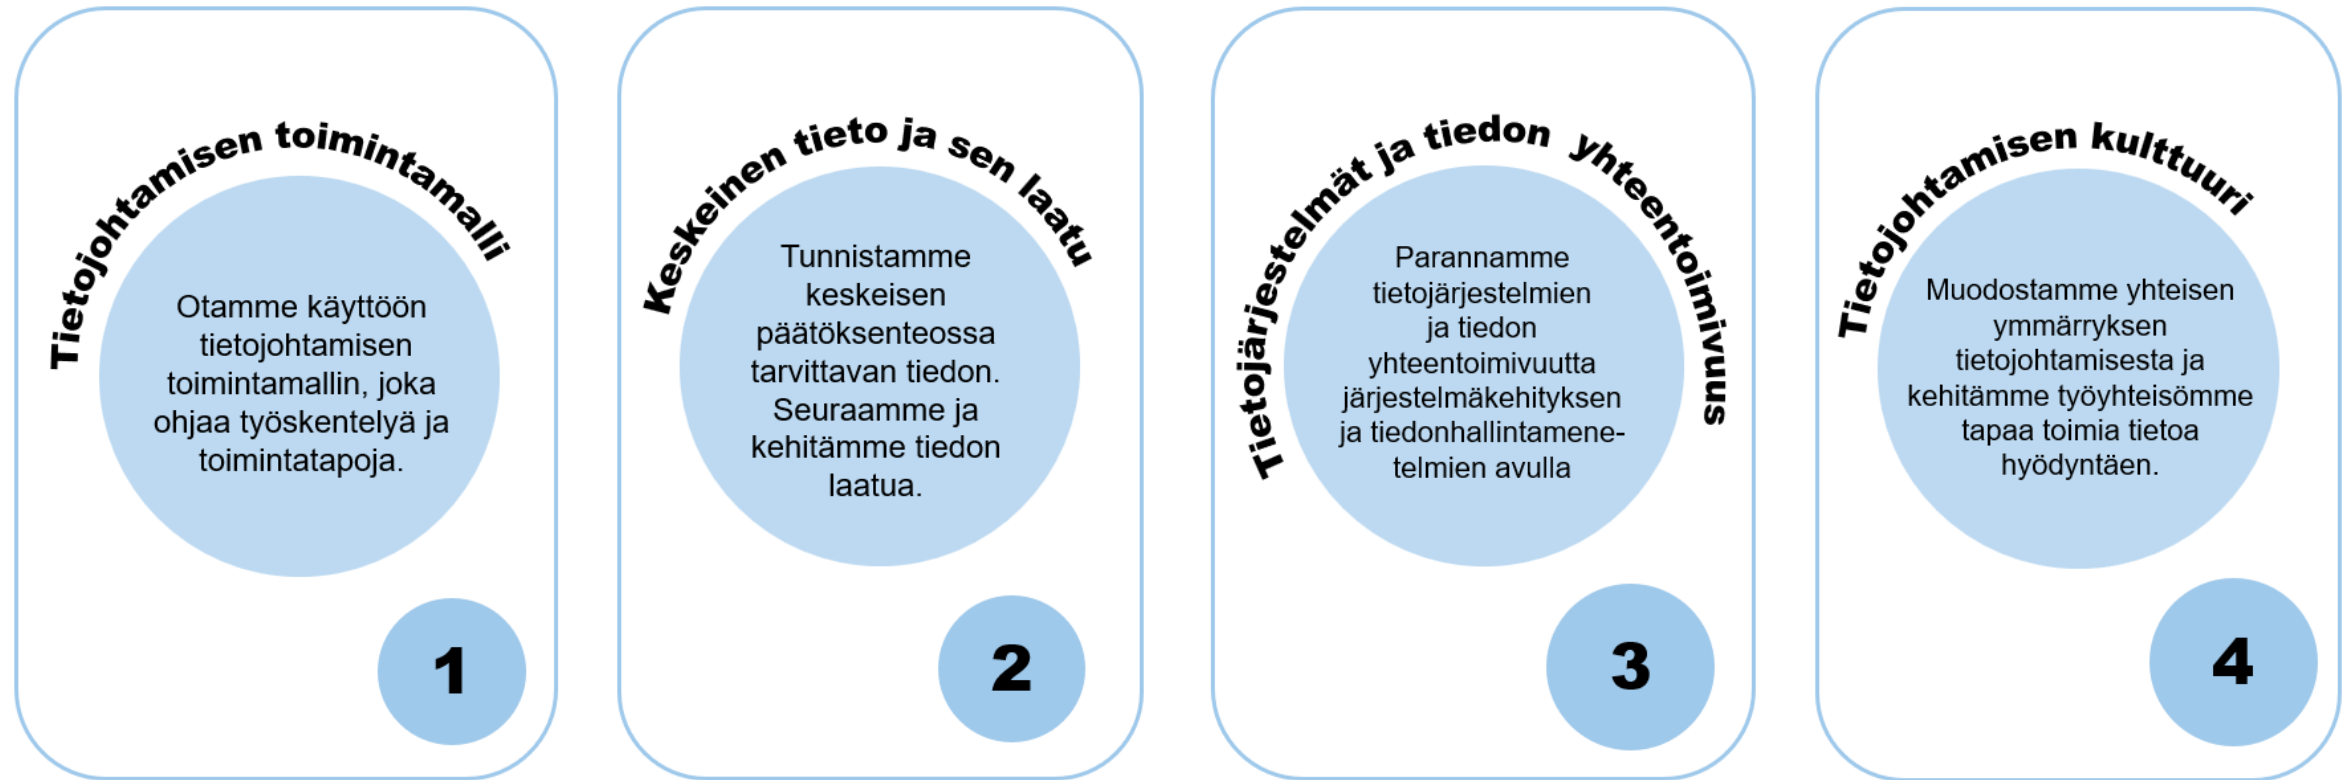 Tietojohtamisen toimintamalli
Otamme käyttöön
tietojohtamisen
toimintamallin, joka
ohjaa työskentelyä ja
toimintatapoja.
1
Keskeinen tieto ja sen laatu
Tunnistamme
keskeisen
päätöksenteossa
tarvittavan tiedon.
Seuraamme ja
kehitämme tiedon
laatua.
2
Tietojärjestelmät ja tiedon yhteentoimivuus
Parannamme
tietojärjestelmien
ja tiedon
yhteentoimivuutta
järjestelmäkehityksen
ja tiedonhallintamene-
telmien avulla
3
Tietojohtamisen kulttuuri
Muodostamme yhteisen
ymmärryksen
tietojohtamisesta ja
kehitämme työyhteisömme
tapaa toimia tietoa
hyödyntäen.
4